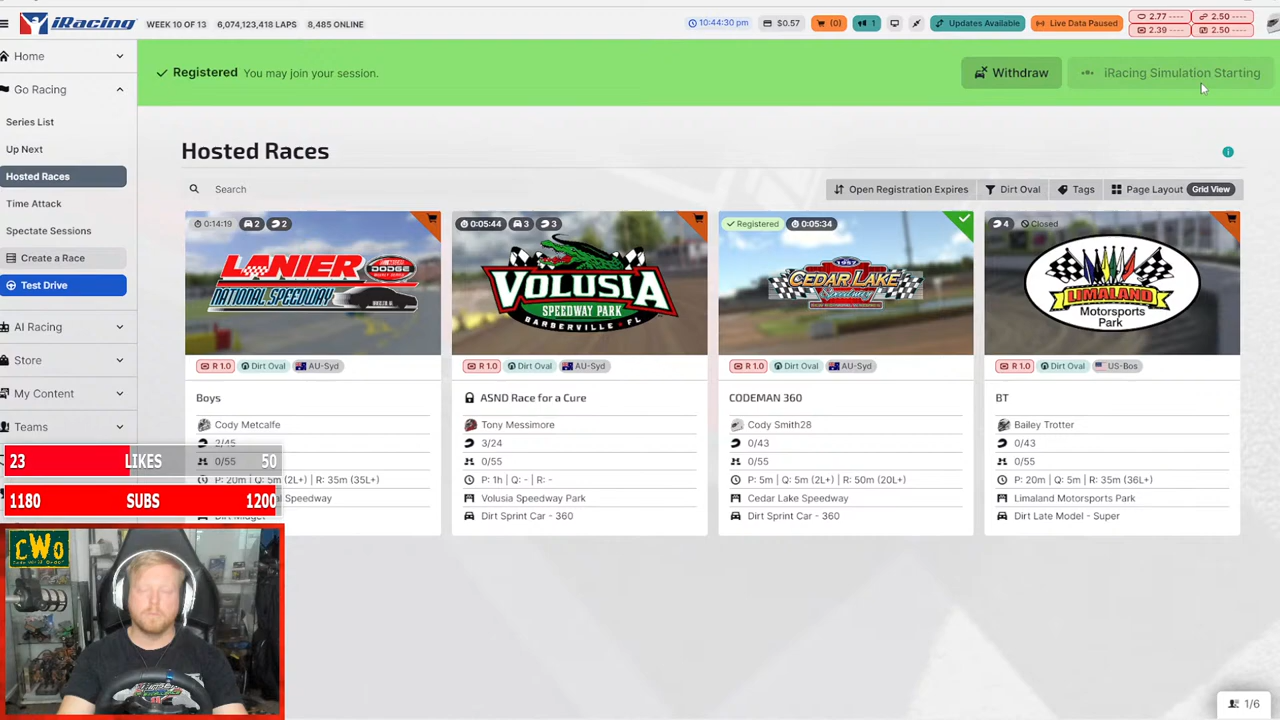 iRacing WEEK 10 OF 13 6,074,123,418 LAPS 8,485 ONLINE 10:44:30 pm $0.57 (0) 1 Updates Available Live Data Paused 2.77 ---- 2.50 ----
2.39 ---- 2.50 ----
Home
Go Racing
Series List
Up Next
Hosted Races
Time Attack
Spectate Sessions
Create a Race
Test Drive
AI Racing
Store
My Content
Teams
Registered You may join your session.
Withdraw
iRacing Simulation Starting
Hosted Races
Search
Open Registration Expires Dirt Oval Tags Page Layout Grid View
0:14:19 2 2
LANIER
DODGE
NATIONAL SPEEDWAY
R 1.0 Dirt Oval AU-Syd
Boys
Cody Metcalfe
2/45
0/55
P: 20m | Q: 5m (2L+) | R: 35m (35L+)
Speedway
Dirt Midget
0:05:44 3 3
VOLUSIA
SPEEDWAY PARK
BARBERVILLE, FL
R 1.0 Dirt Oval AU-Syd
ASND Race for a Cure
Tony Messimore
3/24
0/55
P: 1h | Q: - | R: -
Volusia Speedway Park
Dirt Sprint Car - 360
Registered 0:05:34
1957
CEDAR LAKE
Speedway
R 1.0 Dirt Oval AU-Syd
CODEMAN 360
Cody Smith28
0/43
0/55
P: 5m | Q: 5m (2L+) | R: 50m (20L+)
Cedar Lake Speedway
Dirt Sprint Car - 360
4 Closed
LIMALAND
Motorsports
Park
R 1.0 Dirt Oval US-Bos
BT
Bailey Trotter
0/43
0/55
P: 20m | Q: 5m | R: 35m (36L+)
Limaland Motorsports Park
Dirt Late Model - Super
23 LIKES 50
1180 SUBS 1200
CWO
1/6